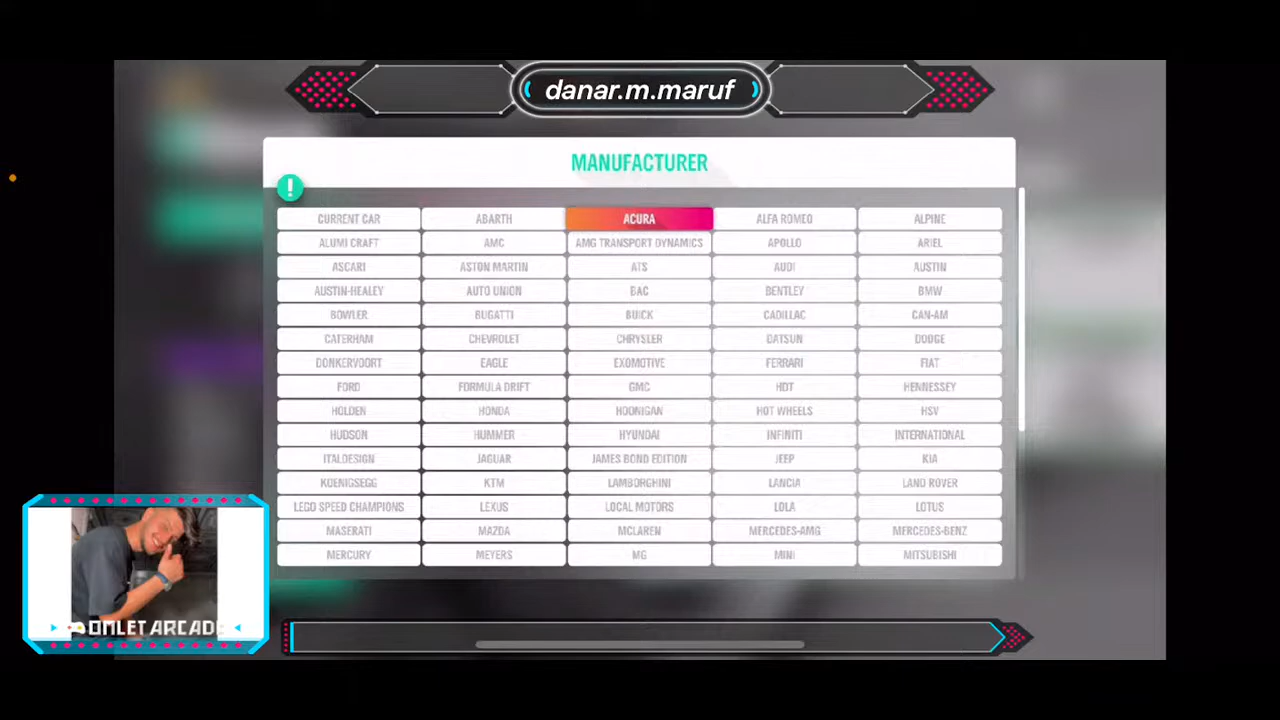 danar.m.maruf
MANUFACTURER
!
CURRENT CAR ABARTH ACURA ALFA ROMEO ALPINE
ALUMI CRAFT AMC AMG TRANSPORT DYNAMICS APOLLO ARIEL
ASCARI ASTON MARTIN ATS AUDI AUSTIN
AUSTIN-HEALEY AUTO UNION BAC BENTLEY BMW
BOWLER BUGATTI BUICK CADILLAC CAN-AM
CATERHAM CHEVROLET CHRYSLER DATSUN DODGE
DONKERVOORT EAGLE EXOMOTIVE FERRARI FIAT
FORD FORMULA DRIFT GMC HDT HENNESSEY
HOLDEN HONDA HOONIGAN HOT WHEELS HSV
HUDSON HUMMER HYUNDAI INFINITI INTERNATIONAL
ITALDESIGN JAGUAR JAMES BOND EDITION JEEP KIA
KOENIGSEGG KTM LAMBORGHINI LANCIA LAND ROVER
LEGO SPEED CHAMPIONS LEXUS LOCAL MOTORS LOLA LOTUS
MASERATI MAZDA MCLAREN MERCEDES-AMG MERCEDES-BENZ
MERCURY MEYERS MG MINI MITSUBISHI
OMLET ARCADE